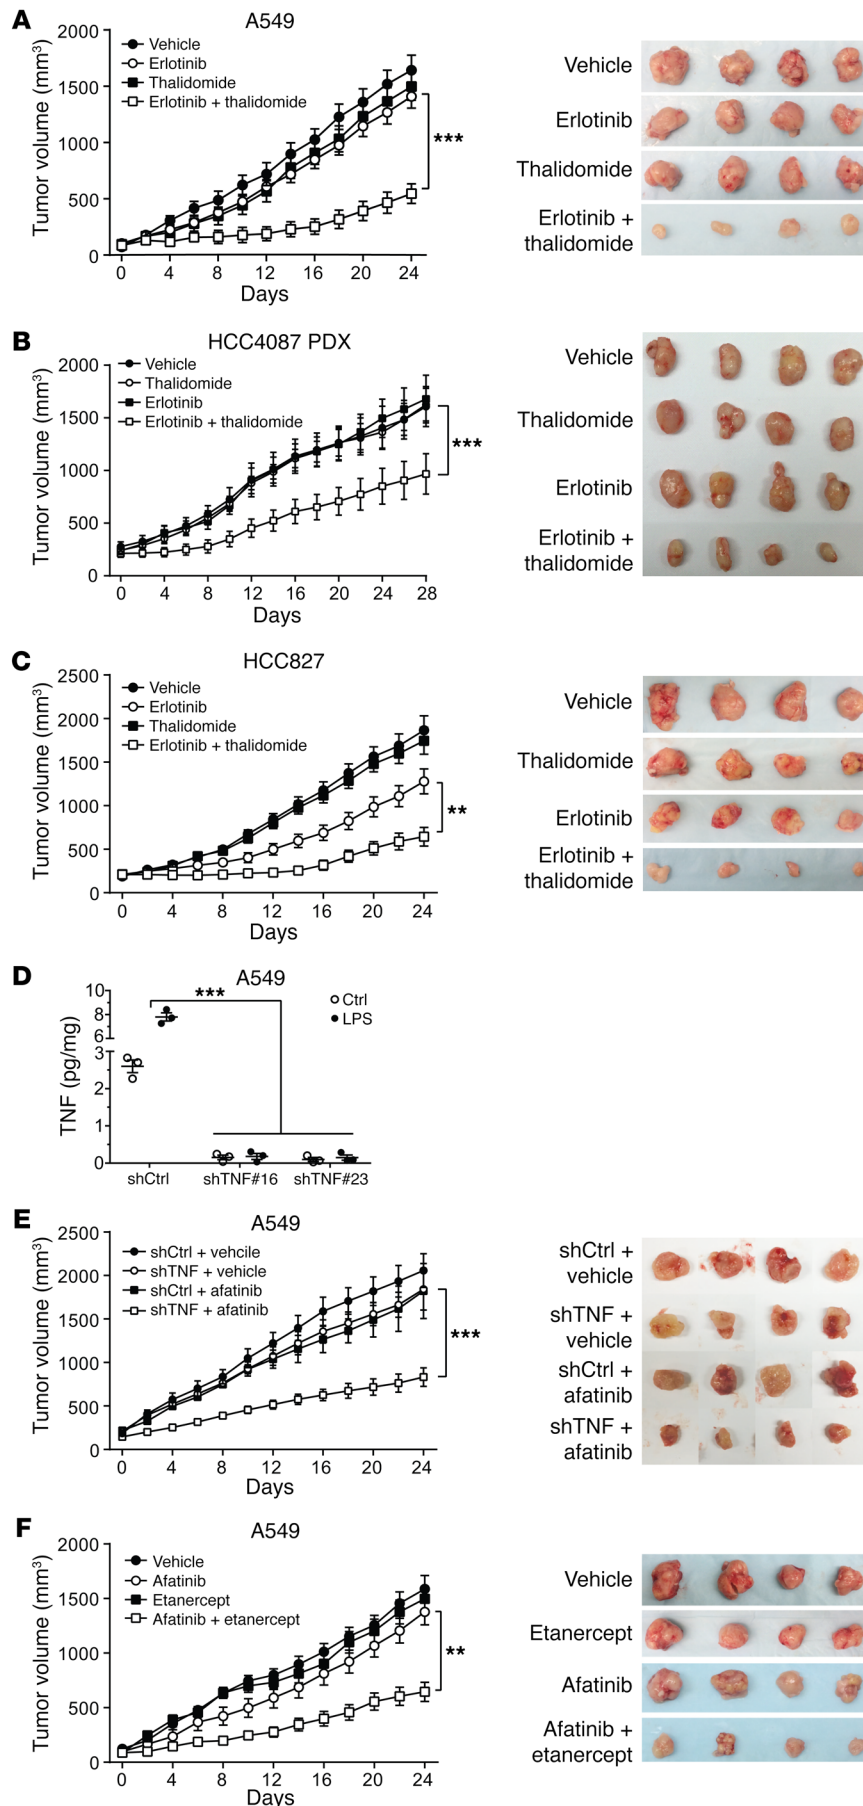 A
A549
Tumor volume (mm³)
2000
1500
1000
500
0
Vehicle
Erlotinib
Thalidomide
Erlotinib + thalidomide
***
0 4 8 12 16 20 24
Days
Vehicle
Erlotinib
Thalidomide
Erlotinib +
thalidomide
B
HCC4087 PDX
Tumor volume (mm³)
2000
1500
1000
500
0
Vehicle
Thalidomide
Erlotinib
Erlotinib + thalidomide
***
0 4 8 12 16 20 24 28
Days
Vehicle
Thalidomide
Erlotinib
Erlotinib +
thalidomide
C
HCC827
Tumor volume (mm³)
2500
2000
1500
1000
500
0
Vehicle
Erlotinib
Thalidomide
Erlotinib + thalidomide
**
0 4 8 12 16 20 24
Days
Vehicle
Thalidomide
Erlotinib
Erlotinib +
thalidomide
D
A549
TNF (pg/mg)
10
8
6
3
2
1
0
***
Ctrl
LPS
shCtrl shTNF#16 shTNF#23
E
A549
Tumor volume (mm³)
2500
2000
1500
1000
500
0
shCtrl + vehcile
shTNF + vehicle
shCtrl + afatinib
shTNF + afatinib
***
0 4 8 12 16 20 24
Days
shCtrl +
vehicle
shTNF +
vehicle
shCtrl +
afatinib
shTNF +
afatinib
F
A549
Tumor volume (mm³)
2000
1500
1000
500
0
Vehicle
Afatinib
Etanercept
Afatinib + etanercept
**
0 4 8 12 16 20 24
Days
Vehicle
Etanercept
Afatinib
Afatinib +
etanercept